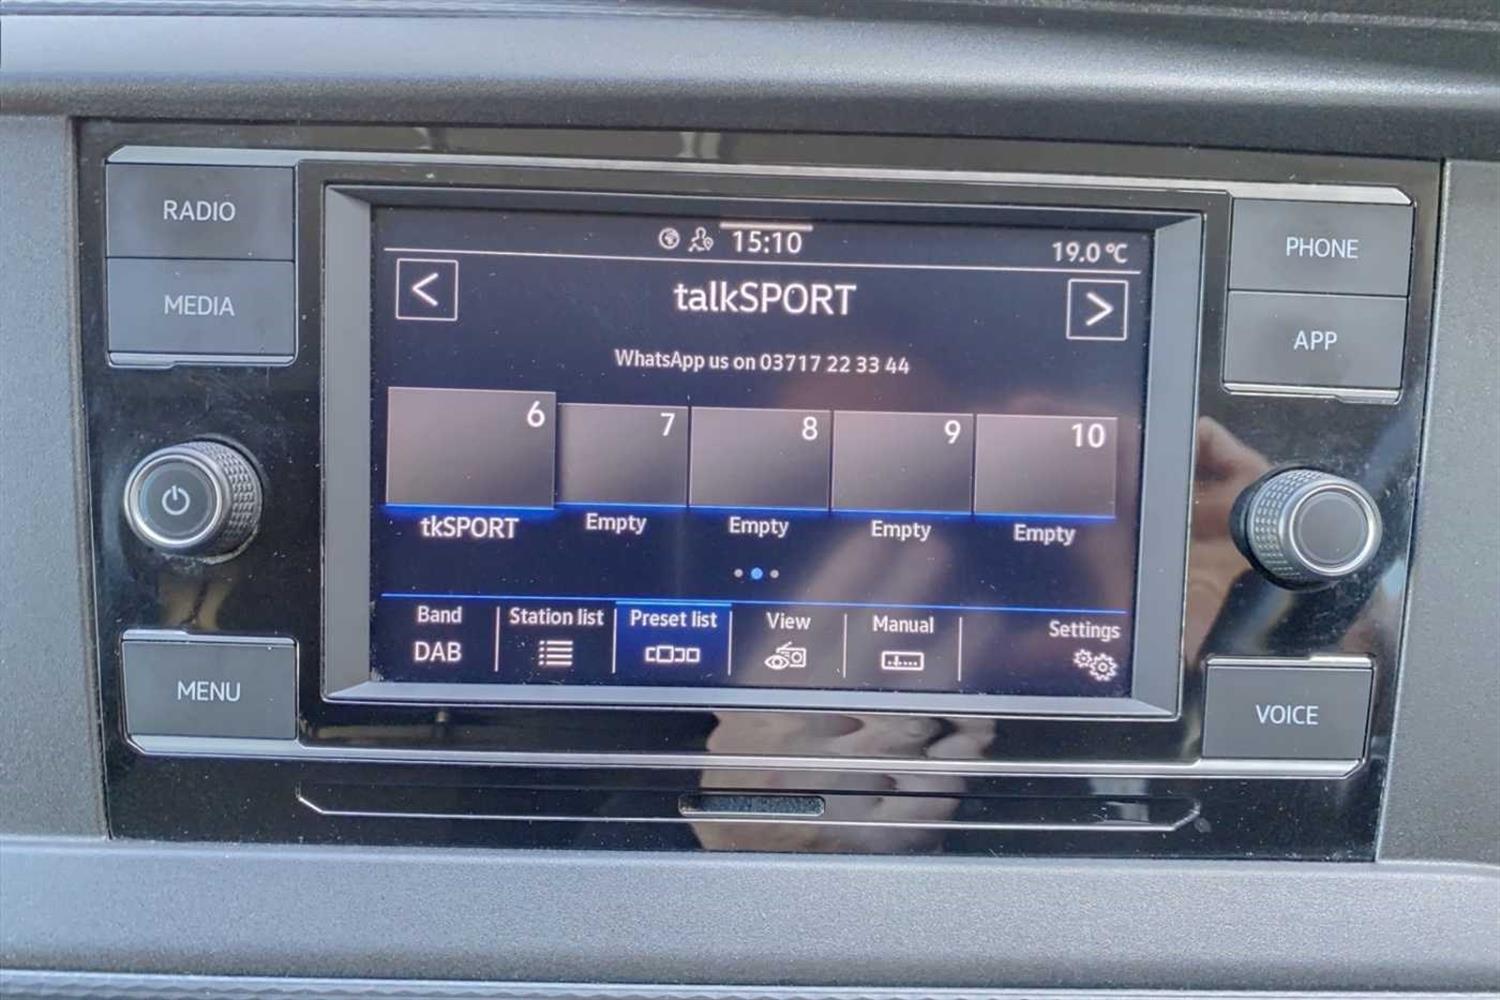 RADIO
MEDIA
MENU
15:10
19.0 °C
<
talkSPORT
>
WhatsApp us on 03717 22 33 44
6
7
8
9
10
tkSPORT
Empty
Empty
Empty
Empty
Band
DAB
Station list
Preset list
View
Manual
Settings
PHONE
APP
VOICE